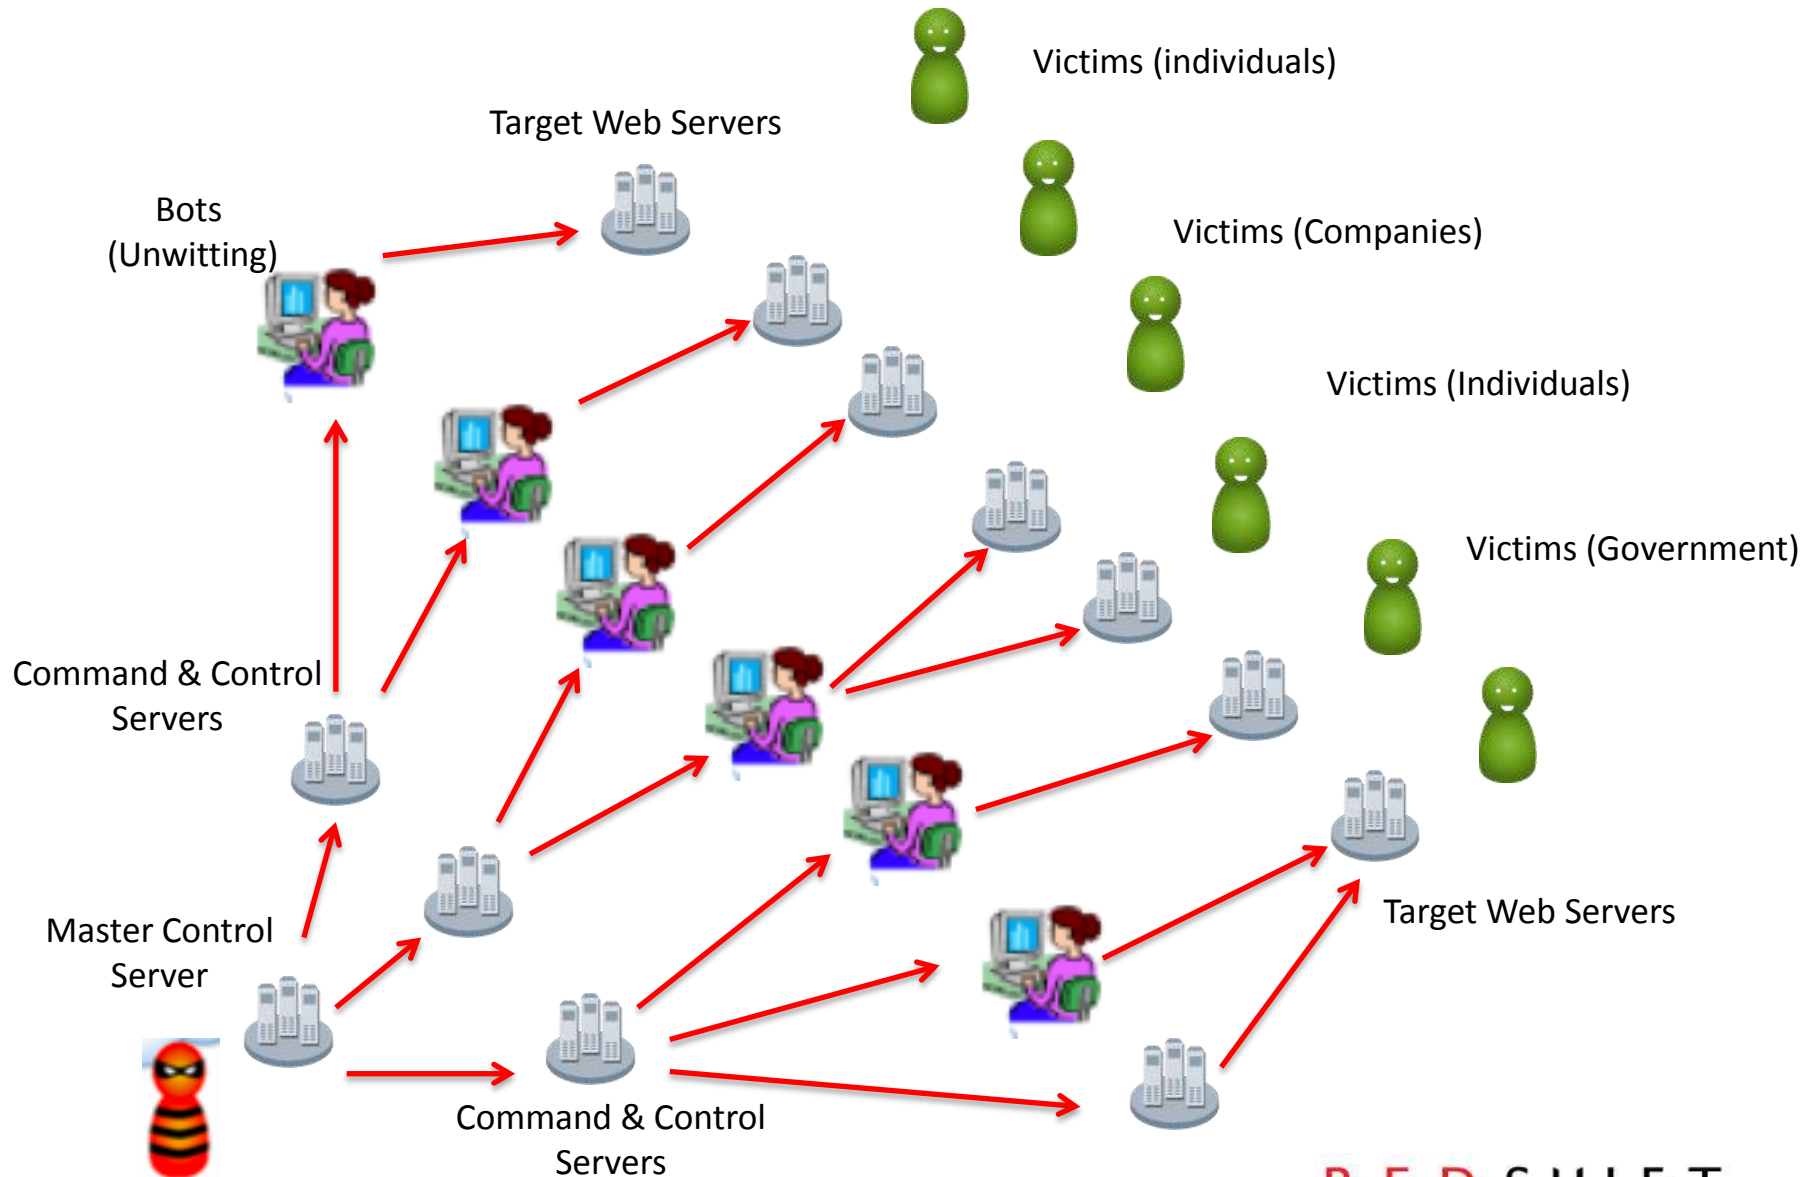 Victims (individuals)
Target Web Servers
Bots
(Unwitting)
Victims (Companies)
Victims (Individuals)
Victims (Government)
Command & Control
Servers
Target Web Servers
Master Control
Server
Command & Control
Servers
REDSHIFT